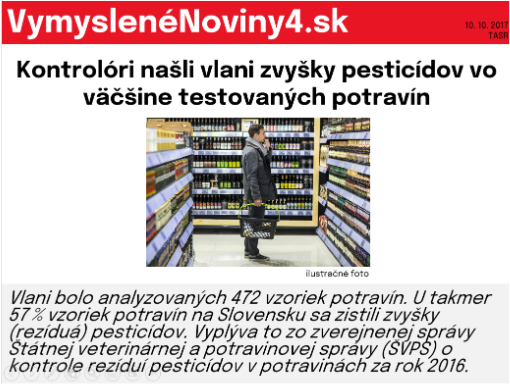 VymyslenéNoviny4.sk
10. 10. 2017
TASR
Kontrolóri našli vlani zvyšky pesticídov vo
väčšine testovaných potravín
ilustračné foto
Vlani bolo analyzovaných 472 vzoriek potravín. U takmer
57 % vzoriek potravín na Slovensku sa zistili zvyšky
(rezíduá) pesticídov. Vyplýva to zo zverejnenej správy
Štátnej veterinárnej a potravinovej správy (ŠVPS) o
kontrole rezíduí pesticídov v potravinách za rok 2016.